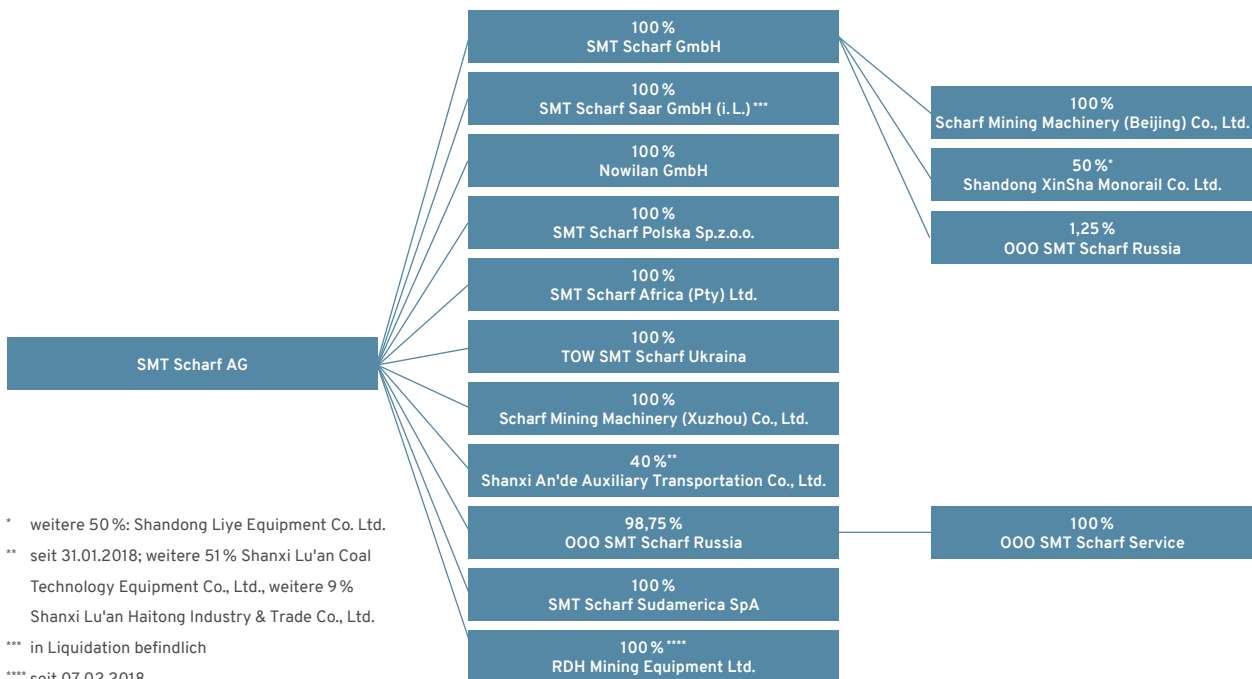 SMT Scharf AG
100 %
SMT Scharf GmbH
100 %
SMT Scharf Saar GmbH (i. L.) ***
100 %
Nowilan GmbH
100 %
SMT Scharf Polska Sp.z.o.o.
100 %
SMT Scharf Africa (Pty) Ltd.
100 %
TOW SMT Scharf Ukraina
100 %
Scharf Mining Machinery (Xuzhou) Co., Ltd.
40 %**
Shanxi An'de Auxiliary Transportation Co., Ltd.
98,75 %
OOO SMT Scharf Russia
100 %
SMT Scharf Sudamerica SpA
100 % ****
RDH Mining Equipment Ltd.
100 %
Scharf Mining Machinery (Beijing) Co., Ltd.
50 %*
Shandong XinSha Monorail Co. Ltd.
1,25 %
OOO SMT Scharf Russia
100 %
OOO SMT Scharf Service
* weitere 50 %: Shandong Liye Equipment Co. Ltd.
** seit 31.01.2018; weitere 51 % Shanxi Lu'an Coal
Technology Equipment Co., Ltd., weitere 9 %
Shanxi Lu'an Haitong Industry & Trade Co., Ltd.
*** in Liquidation befindlich
**** seit 07.02.2018